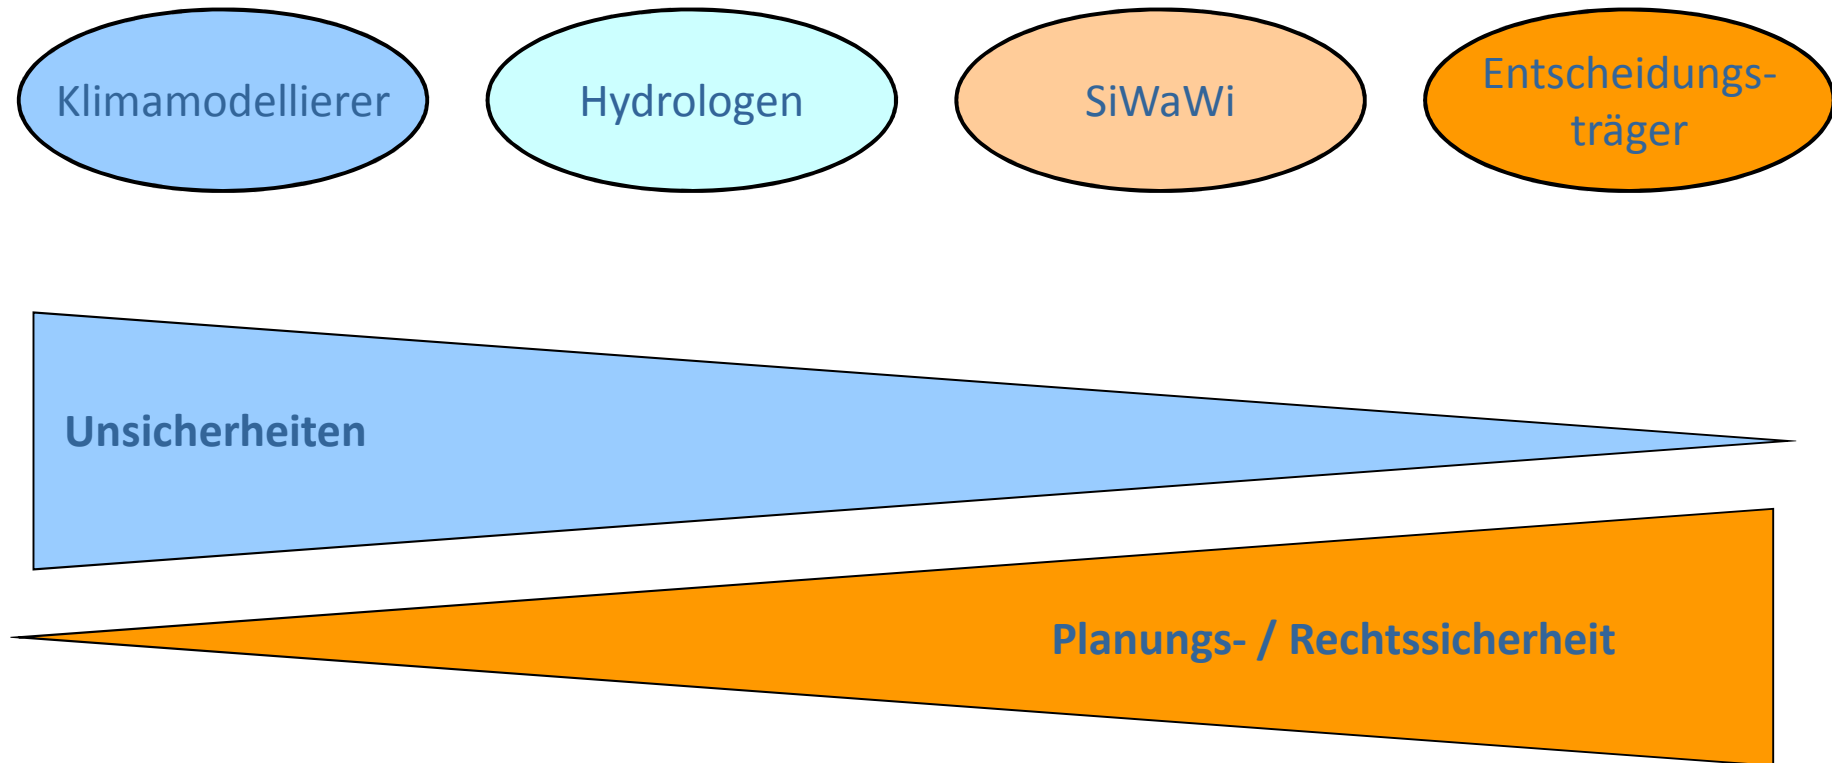 Klimamodellierer
Hydrologen
SiWaWi
Entscheidungs-
träger
Unsicherheiten
Planungs- / Rechtssicherheit